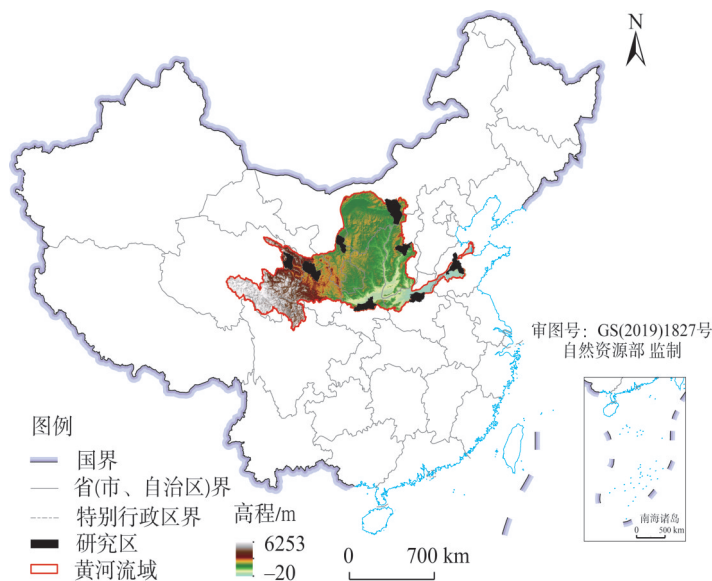 N
审图号：GS(2019)1827号
自然资源部 监制
图例
国界
省(市、自治区)界
特别行政区界
研究区
黄河流域
高程/m
6253
–20
0 700 km
南海诸岛
0 500 km